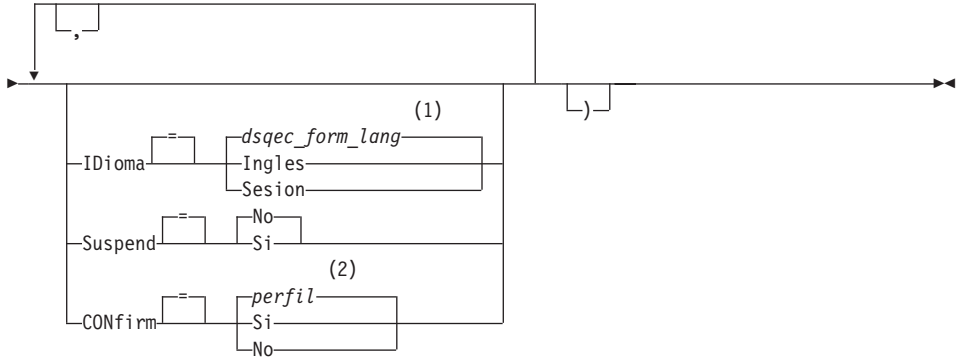 ,
)
(1)
IDioma = dsqec_form_lang
Ingles
Sesion
Suspend = No
Si
(2)
CONfirm = perfil
Si
No